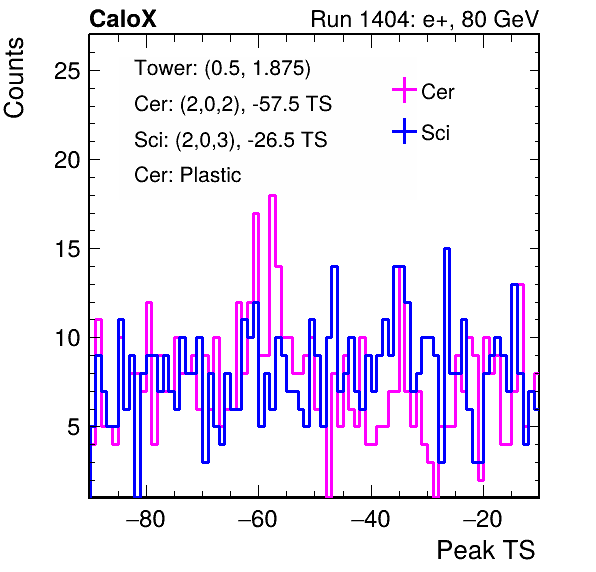 CaloX Run 1404: e+, 80 GeV
Counts
Tower: (0.5, 1.875)
Cer: (2,0,2), -57.5 TS
Sci: (2,0,3), -26.5 TS
Cer: Plastic
Cer
Sci
25
20
15
10
5
−80 −60 −40 −20
Peak TS